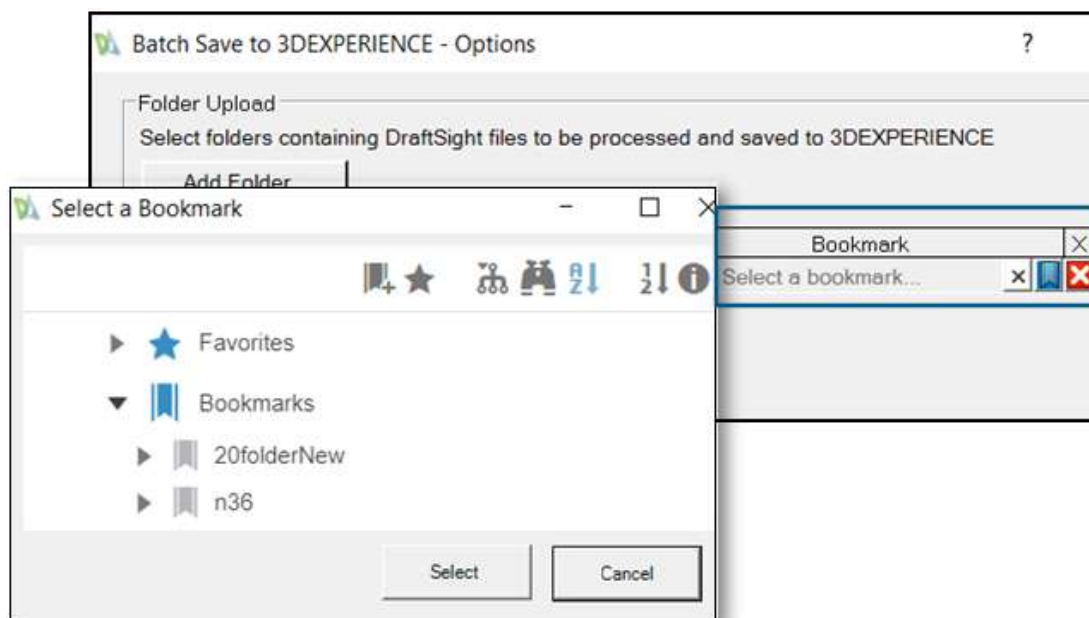 Batch Save to 3DEXPERIENCE - Options
Folder Upload
Select folders containing DraftSight files to be processed and saved to 3DEXPERIENCE
Add Folder
Select a Bookmark
Bookmark
Select a bookmark...
Favorites
Bookmarks
20folderNew
n36
Select
Cancel